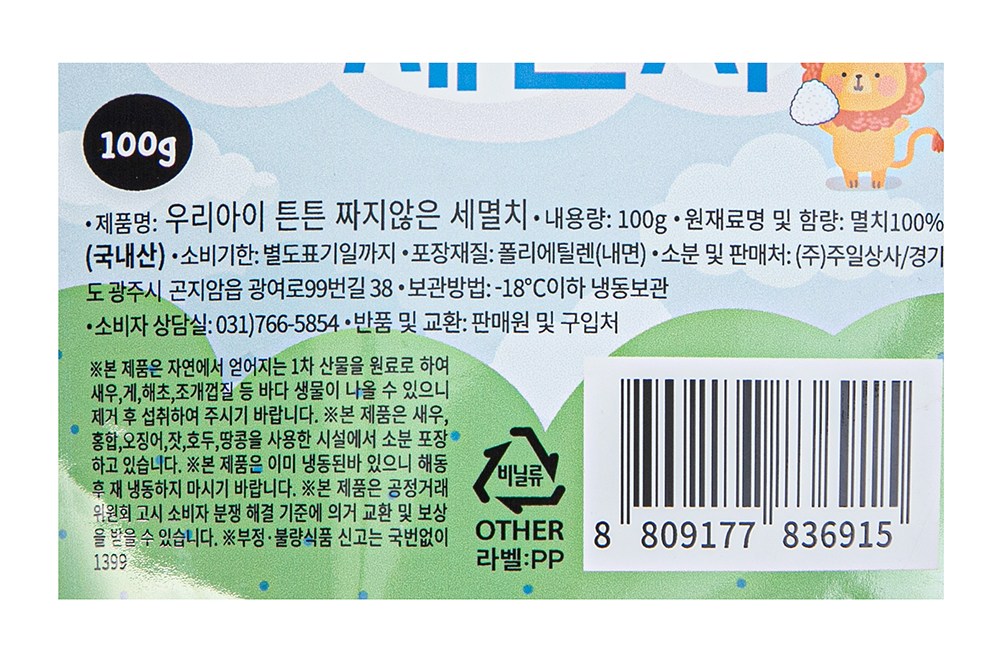 100g
•제품명: 우리아이 튼튼 짜지않은 세멸치 •내용량: 100g •원재료명 및 함량: 멸치100%
(국내산) •소비기한: 별도표기일까지 •포장재질: 폴리에틸렌(내면) •소분 및 판매처: (주)주일상사/경기
도 광주시 곤지암읍 광여로99번길 38 •보관방법: -18°C이하 냉동보관
•소비자 상담실: 031)766-5854 •반품 및 교환: 판매원 및 구입처
※본 제품은 자연에서 얻어지는 1차 산물을 원료로 하여
새우,게,해초,조개껍질 등 바다 생물이 나올 수 있으니
제거 후 섭취하여 주시기 바랍니다. ※본 제품은 새우,
홍합,오징어,잣,호두,땅콩을 사용한 시설에서 소분 포장
하고 있습니다. ※본 제품은 이미 냉동된바 있으니 해동
후 재 냉동하지 마시기 바랍니다. ※본 제품은 공정거래
위원회 고시 소비자 분쟁 해결 기준에 의거 교환 및 보상
을 받을 수 있습니다. ※부정·불량식품 신고는 국번없이
1399
비닐류
OTHER
라벨:PP
8 809177 836915